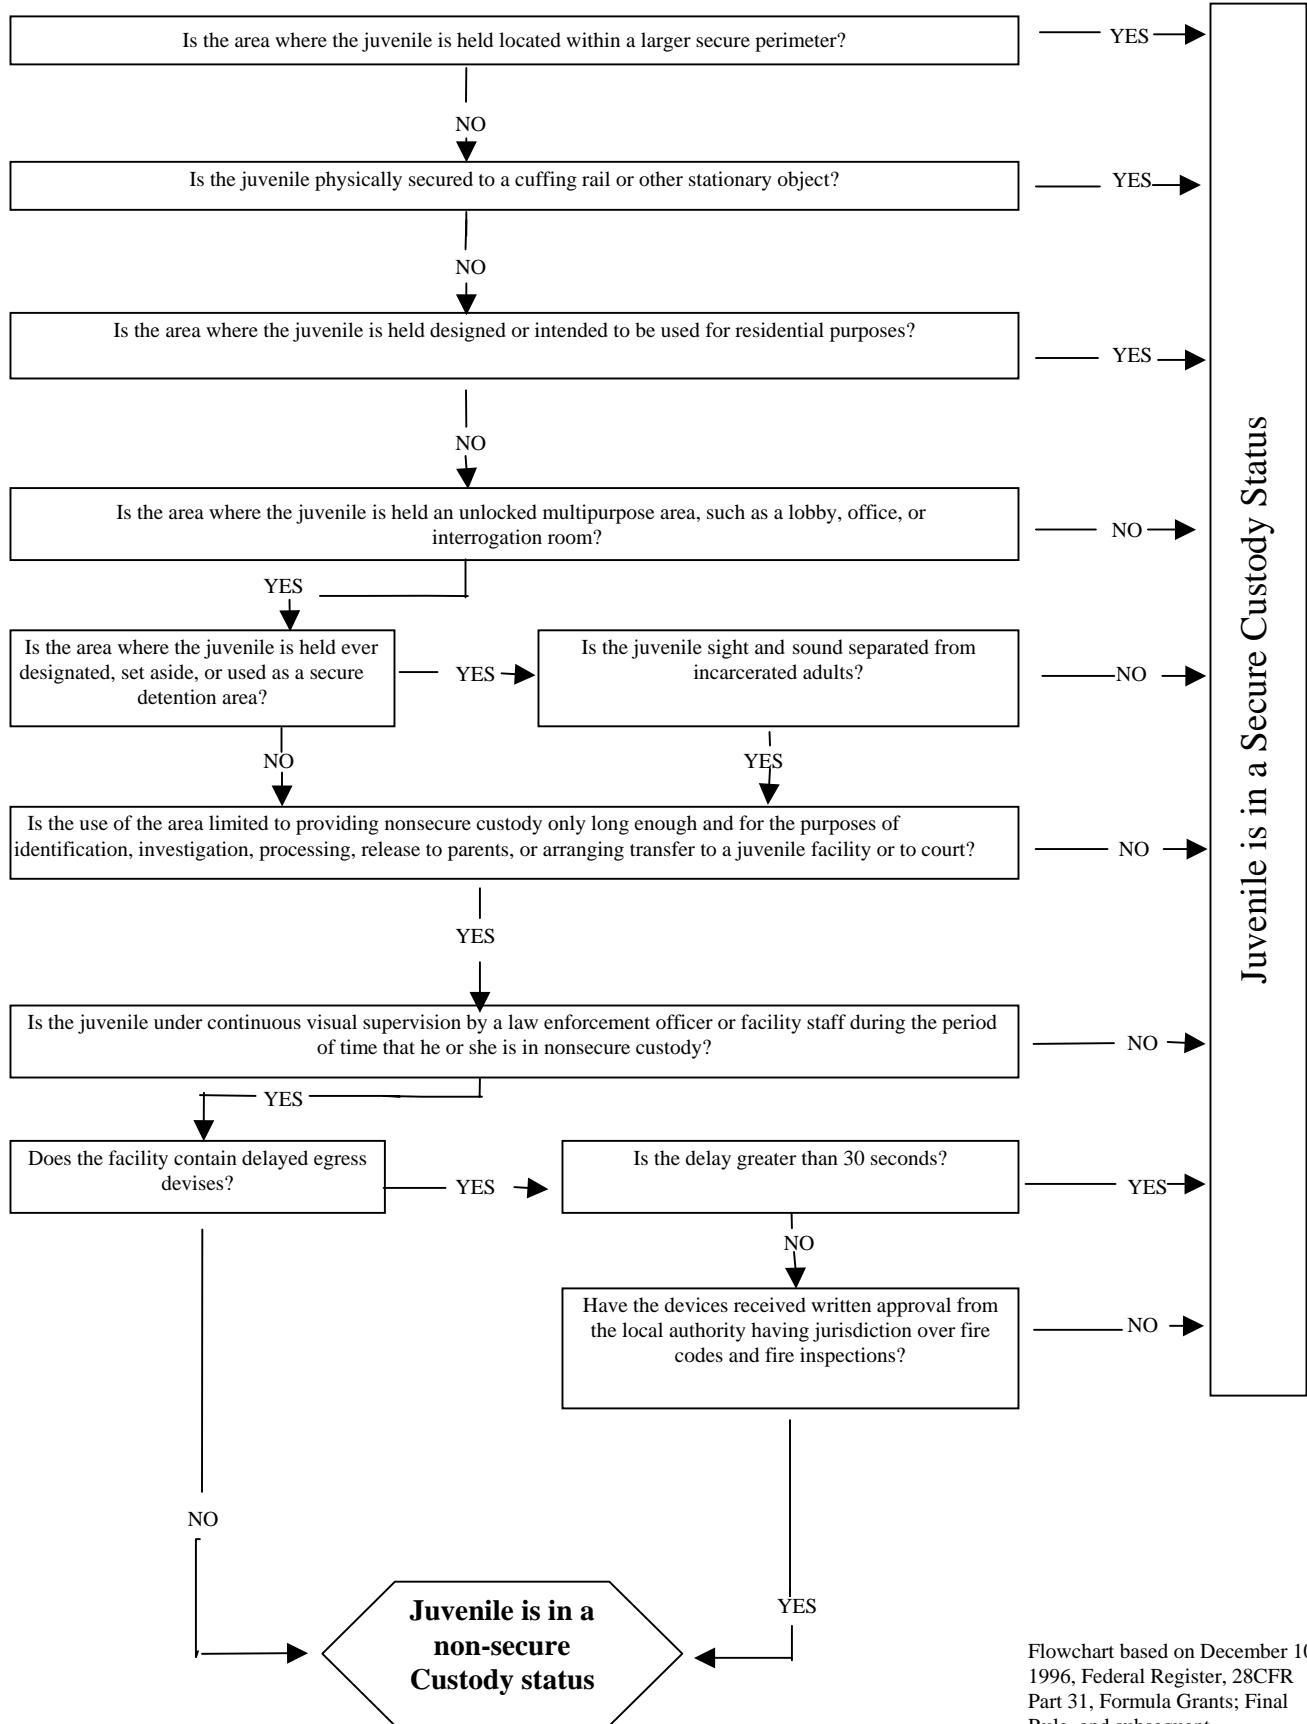 Is the area where the juvenile is held located within a larger secure perimeter?
YES
NO
Is the juvenile physically secured to a cuffing rail or other stationary object?
YES
NO
Is the area where the juvenile is held designed or intended to be used for residential purposes?
YES
NO
Is the area where the juvenile is held an unlocked multipurpose area, such as a lobby, office, or
interrogation room?
NO
YES
Is the area where the juvenile is held ever
designated, set aside, or used as a secure
detention area?
YES
Is the juvenile sight and sound separated from
incarcerated adults?
NO
NO
YES
Is the use of the area limited to providing nonsecure custody only long enough and for the purposes of
identification, investigation, processing, release to parents, or arranging transfer to a juvenile facility or to court?
NO
YES
Is the juvenile under continuous visual supervision by a law enforcement officer or facility staff during the period
of time that he or she is in nonsecure custody?
NO
YES
Does the facility contain delayed egress
devises?
YES
Is the delay greater than 30 seconds?
YES
NO
Have the devices received written approval from
the local authority having jurisdiction over fire
codes and fire inspections?
NO
NO
YES
Juvenile is in a
non-secure
Custody status
Juvenile is in a Secure Custody Status
Flowchart based on December 10
1996, Federal Register, 28CFR
Part 31, Formula Grants; Final
Rule, and subsequent